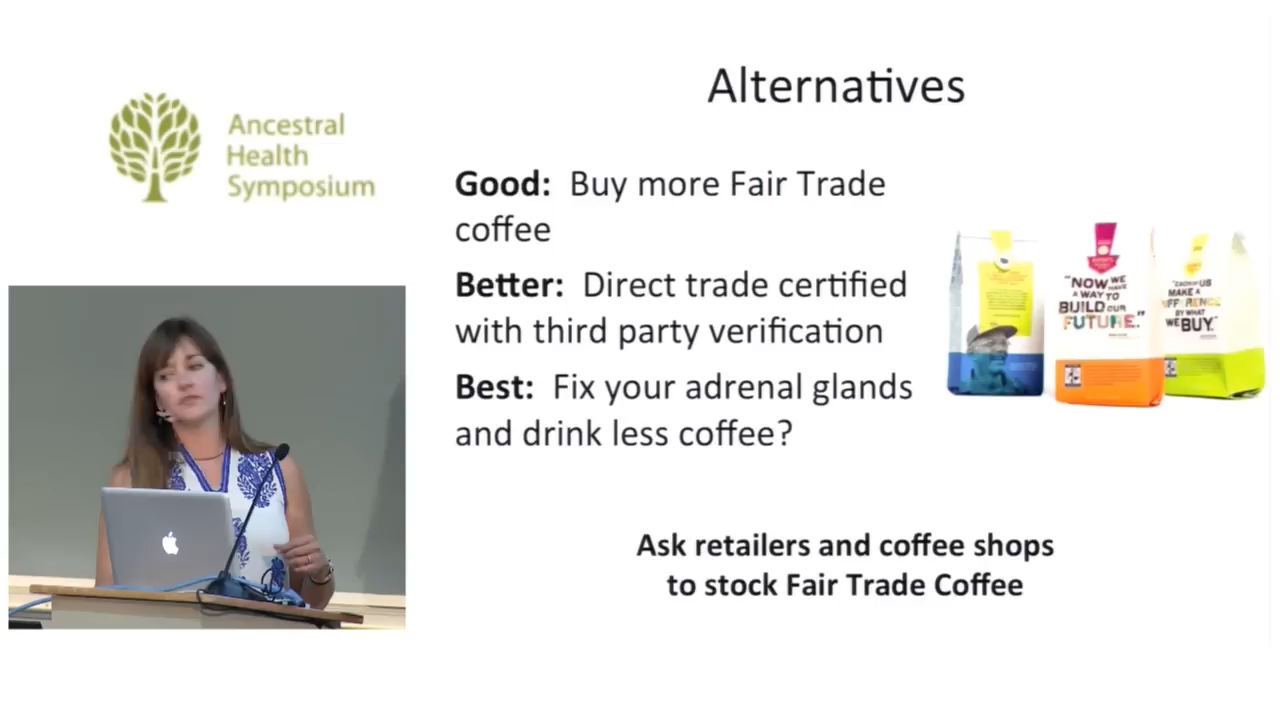 Ancestral
Health
Symposium
Alternatives
Good: Buy more Fair Trade
coffee
Better: Direct trade certified
with third party verification
Best: Fix your adrenal glands
and drink less coffee?
"NOW WE
HAVE
A WAY TO
BUILD OUR
FUTURE."
MAKE A
DIFFERENCE
BY WHAT
WE BUY."
Ask retailers and coffee shops
to stock Fair Trade Coffee